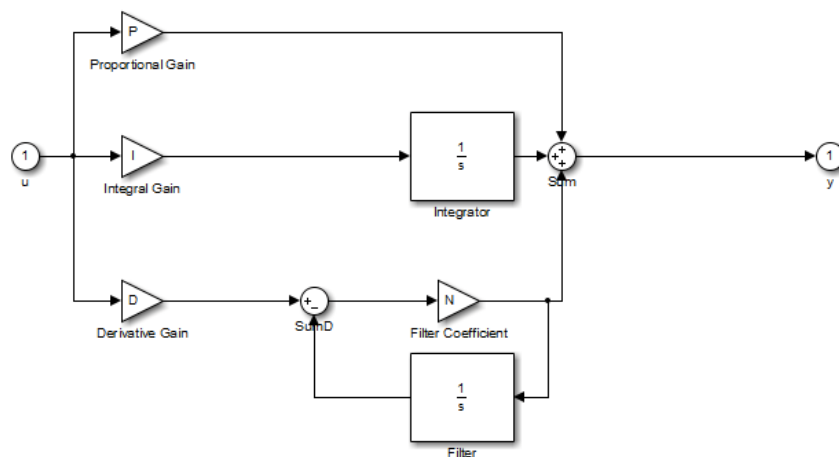 P
Proportional Gain
1
u
I
Integral Gain
1
s
Integrator
+
+
+
Sum
1
y
D
Derivative Gain
+
−
SumD
N
Filter Coefficient
1
s
Filter